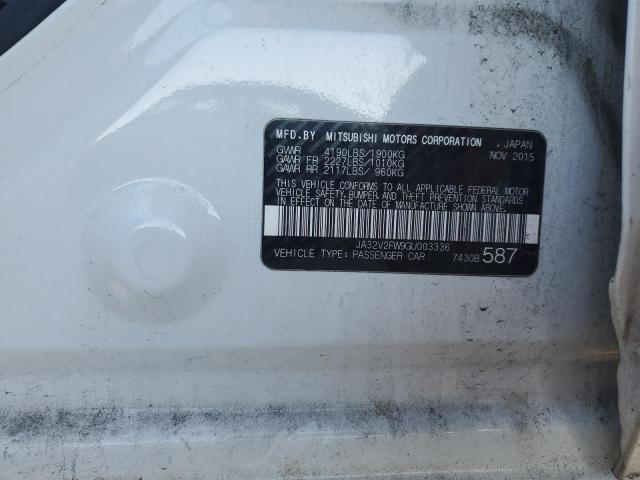 MFD.BY MITSUBISHI MOTORS CORPORATION , JAPAN
GVWR 4190LBS/1900KG NOV 2015
GAWR FR 2227LBS/1010KG
GAWR RR 2117LBS/ 960KG
THIS VEHICLE CONFORMS TO ALL APPLICABLE FEDERAL MOTOR
VEHICLE SAFETY,BUMPER, AND THEFT PREVENTION STANDARDS
IN EFFECT ON THE DATE OF MANUFACTURE SHOWN ABOVE.
JA32V2FW9GU003336
VEHICLE TYPE: PASSENGER CAR 7430B 587